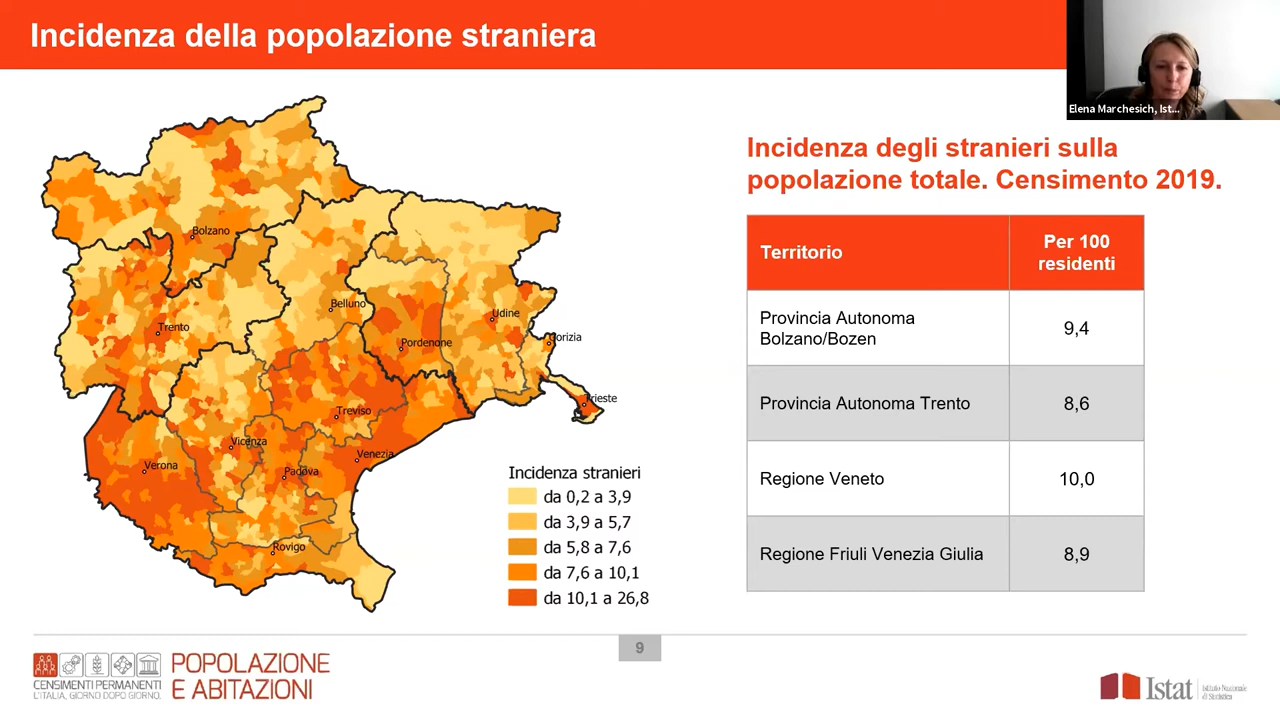 Incidenza della popolazione straniera
Elena Marchesich, Ist...
Incidenza degli stranieri sulla
popolazione totale. Censimento 2019.
Territorio
Per 100
residenti
Provincia Autonoma
Bolzano/Bozen
9,4
Provincia Autonoma Trento
8,6
Regione Veneto
10,0
Regione Friuli Venezia Giulia
8,9
Bolzano
Trento
Belluno
Udine
Gorizia
Pordenone
Trieste
Treviso
Vicenza
Venezia
Verona
Padova
Rovigo
Incidenza stranieri
da 0,2 a 3,9
da 3,9 a 5,7
da 5,8 a 7,6
da 7,6 a 10,1
da 10,1 a 26,8
9
CENSIMENTI PERMANENTI
L'ITALIA, GIORNO DOPO GIORNO.
POPOLAZIONE
E ABITAZIONI
Istat
Istituto Nazionale
di Statistica